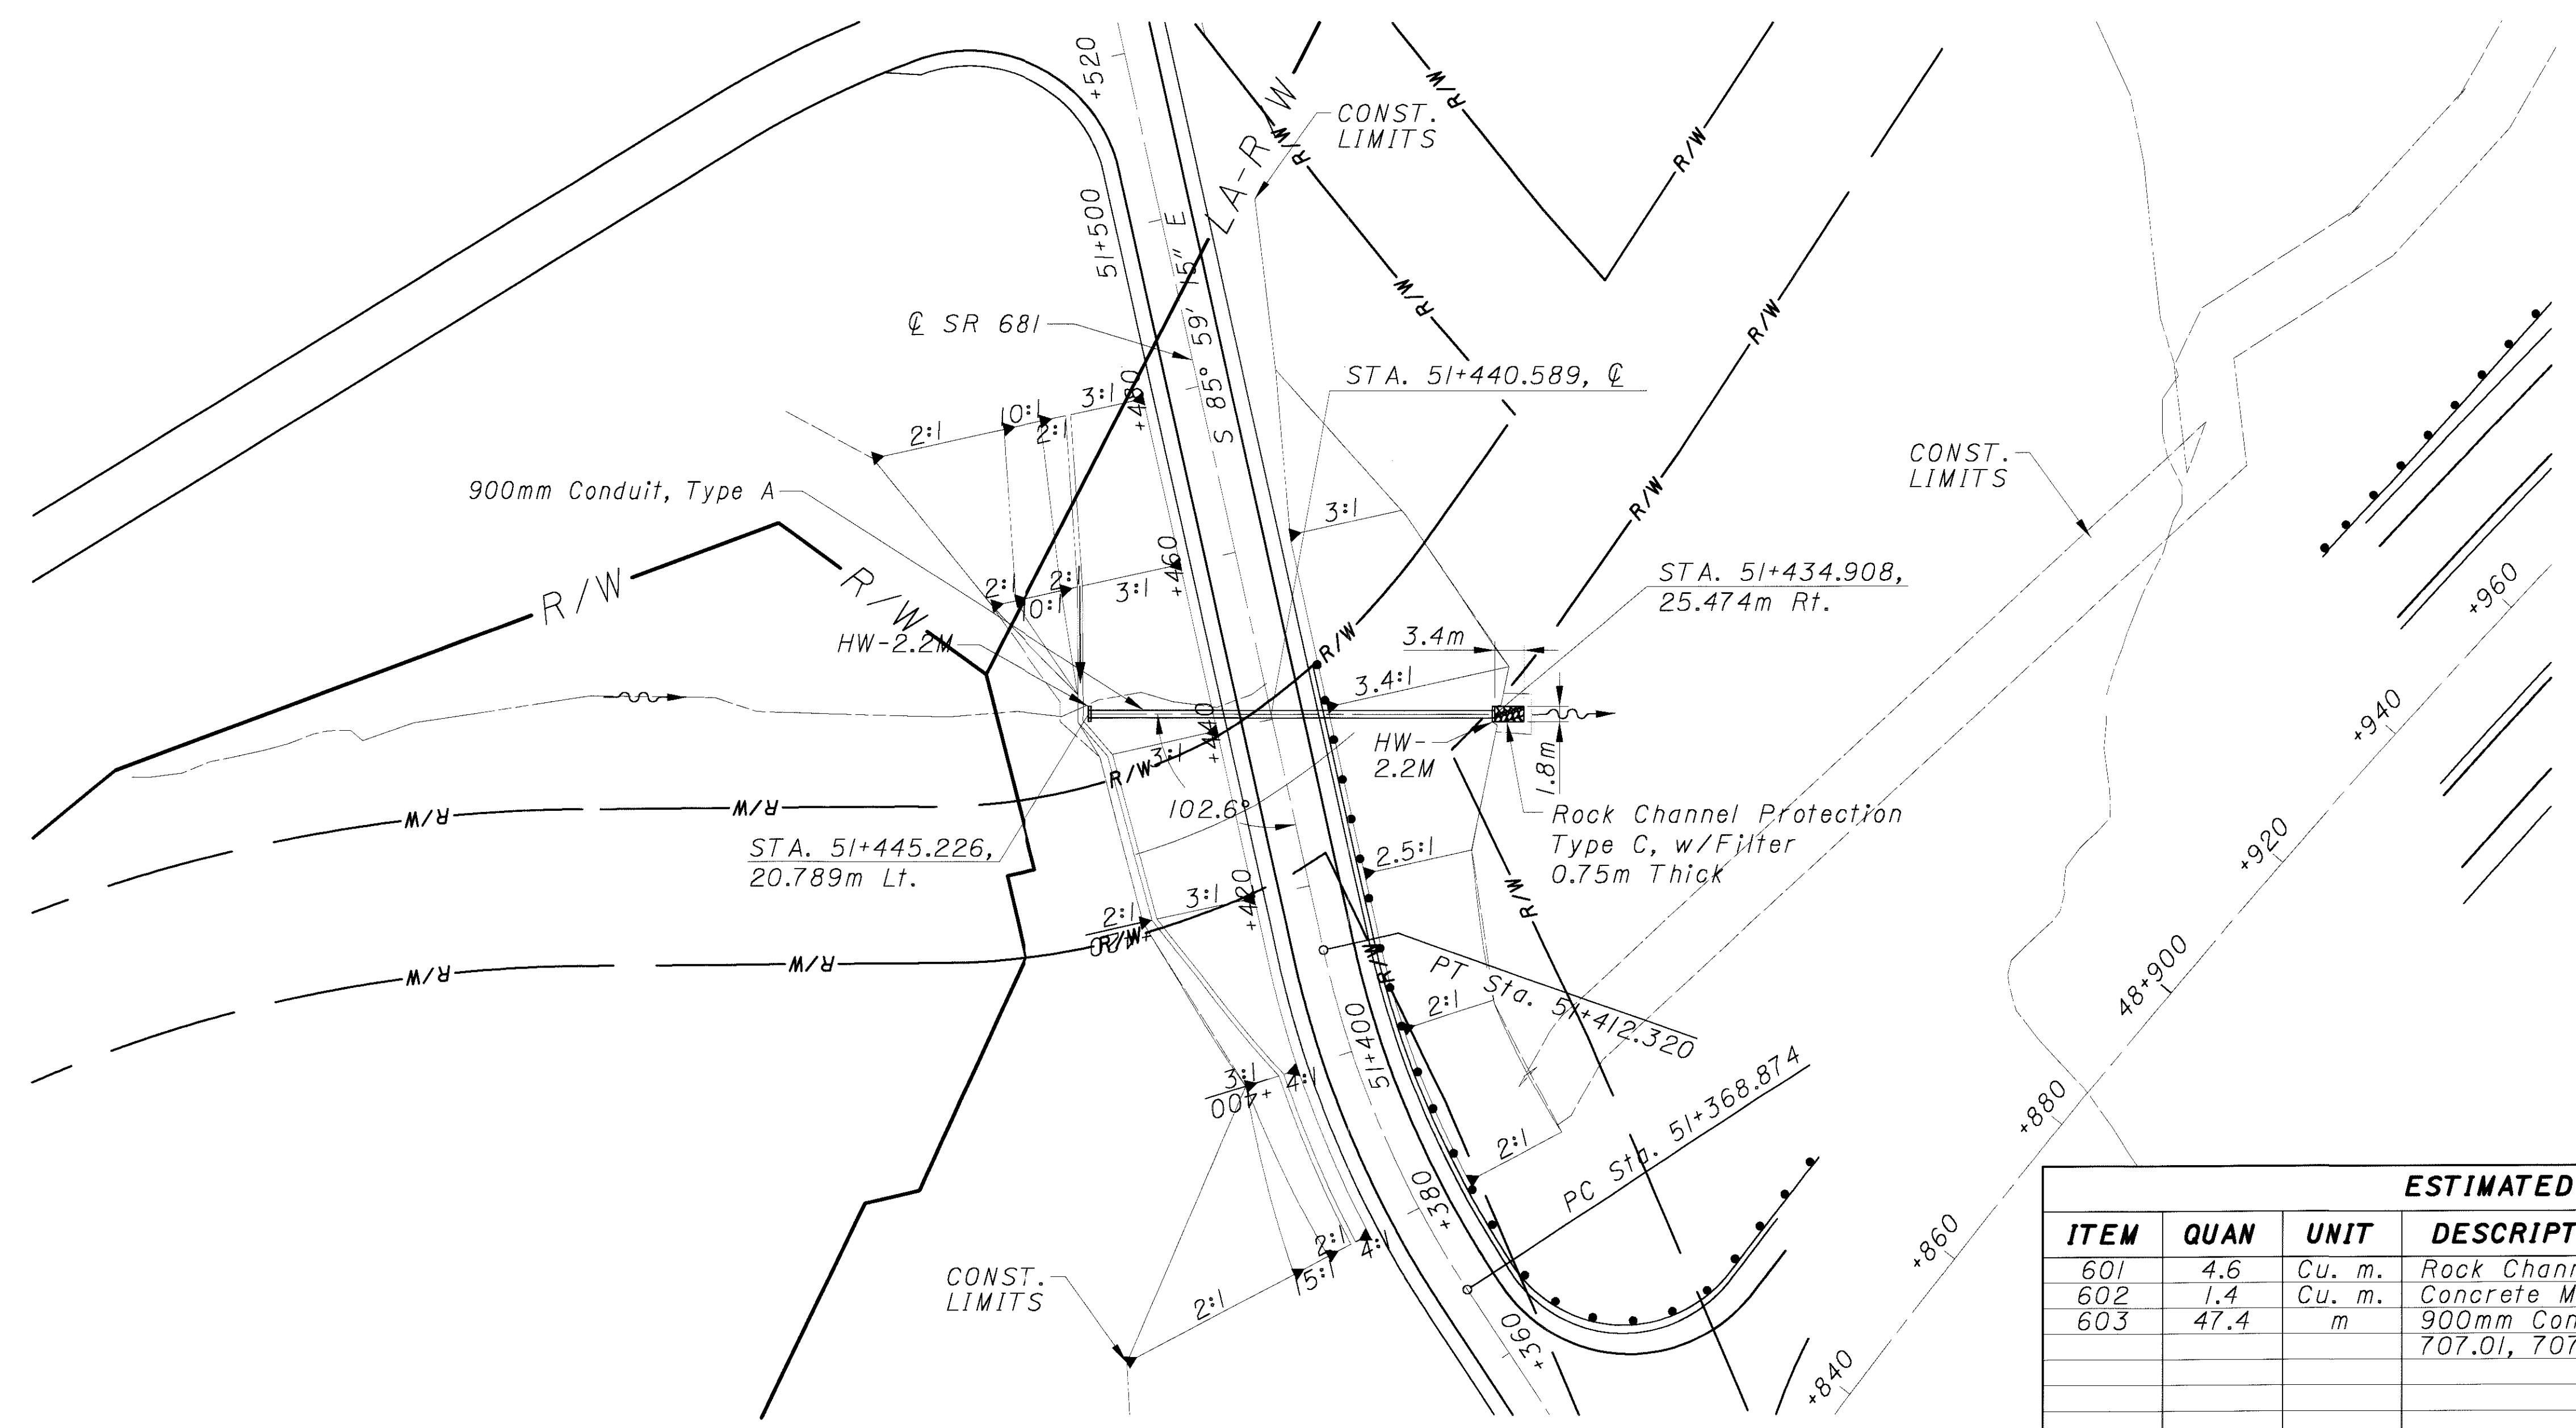 +520
CONST.
LIMITS
R/W
R/W
R/W
R/W
R/W
LA-R/W
51+500
S 85° 59' 15" E
R/W
℄ SR 681
STA. 51+440.589, ℄
+480
3:1
10:1
2:1
2:1
900mm Conduit, Type A
CONST.
LIMITS
R/W
3:1
+460
STA. 51+434.908,
25.474m Rt.
+960
R/W
R/W
2:1
2:1
10:1
3:1
HW-2.2M
R/W
3.4m
3.4:1
+940
+440
HW-
2.2M
1.8m
3:1
R/W
R/W
R/W
102.6°
Rock Channel Protection
Type C, w/Filter
0.75m Thick
STA. 51+445.226,
20.789m Lt.
2.5:1
+920
+420
3:1
2:1
R/W
R/W
R/W
R/W
R/W
48+900
PT Sta. 51+412.320
2:1
51+400
3:1
+400
4:1
PC Sta. 51+368.874
+880
2:1
+380
+860
2:1
4:1
5:1
2:1
CONST.
LIMITS
+360
+840
ESTIMATED
ITEM QUAN UNIT DESCRIPT
601 4.6 Cu. m. Rock Chann
602 1.4 Cu. m. Concrete M
603 47.4 m 900mm Con
707.01, 707